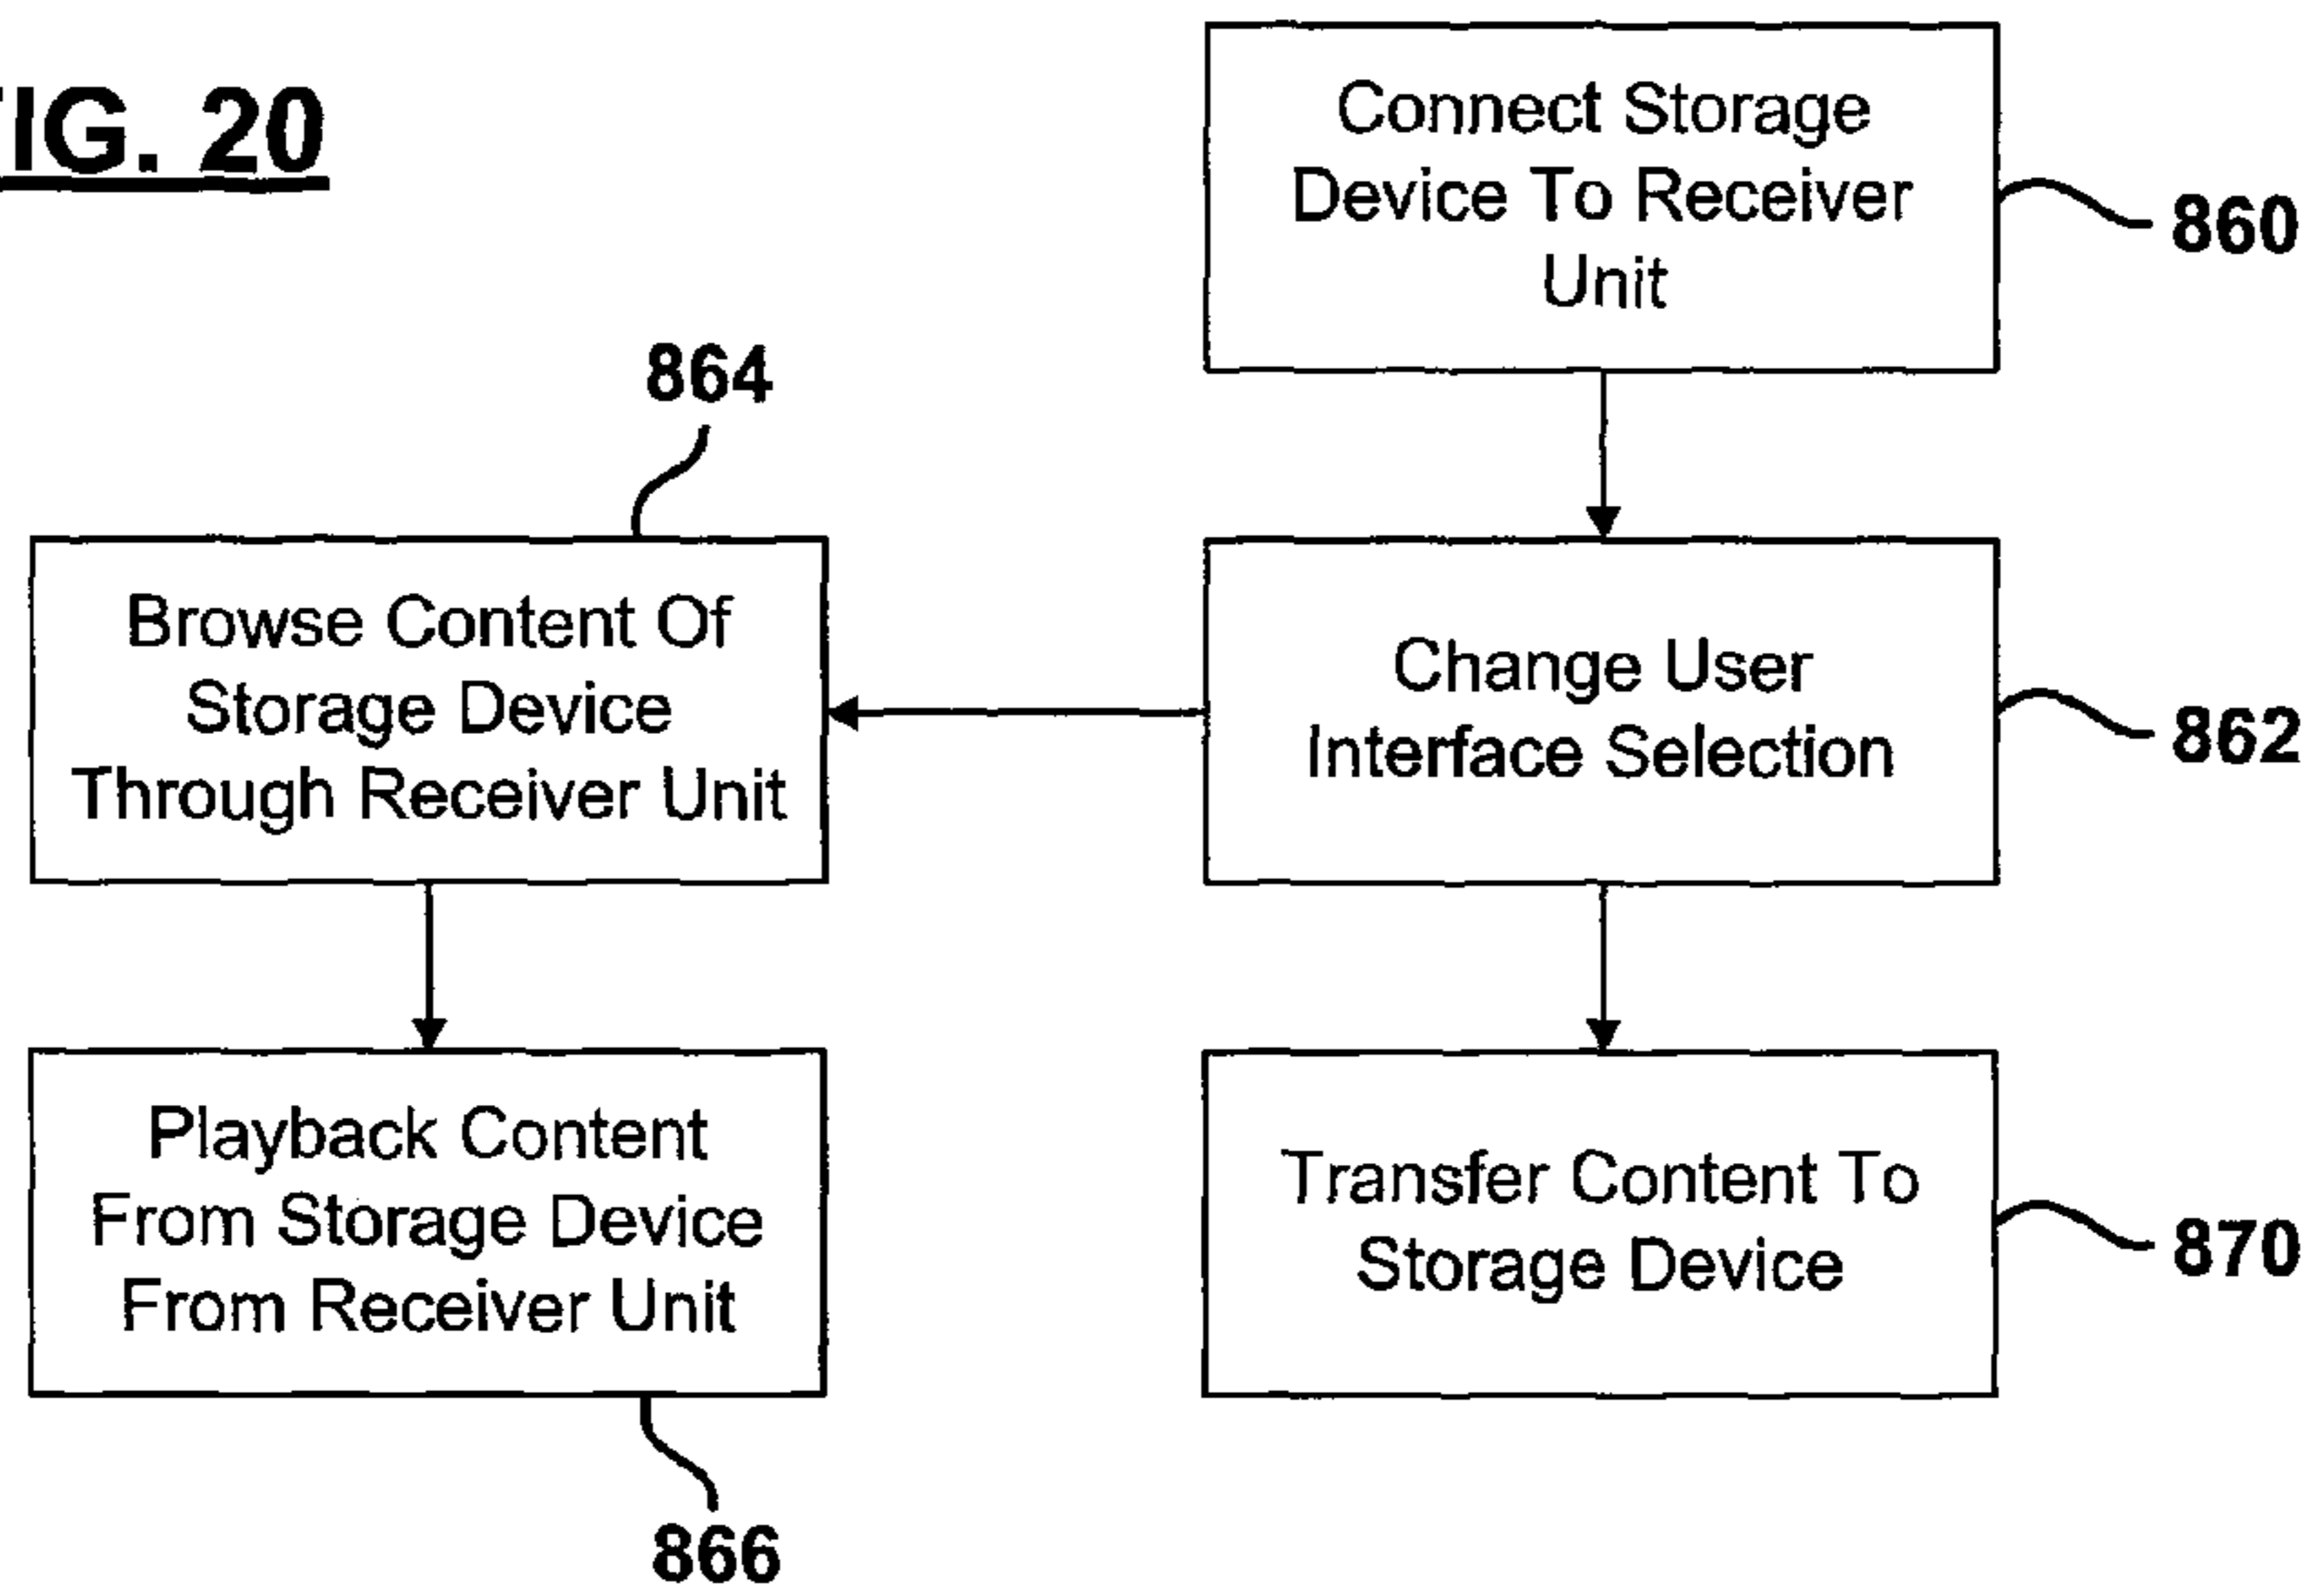 FIG. 20
Connect Storage
Device To Receiver
Unit
860
864
Browse Content Of
Storage Device
Through Receiver Unit
Change User
Interface Selection
862
Playback Content
From Storage Device
From Receiver Unit
866
Transfer Content To
Storage Device
870